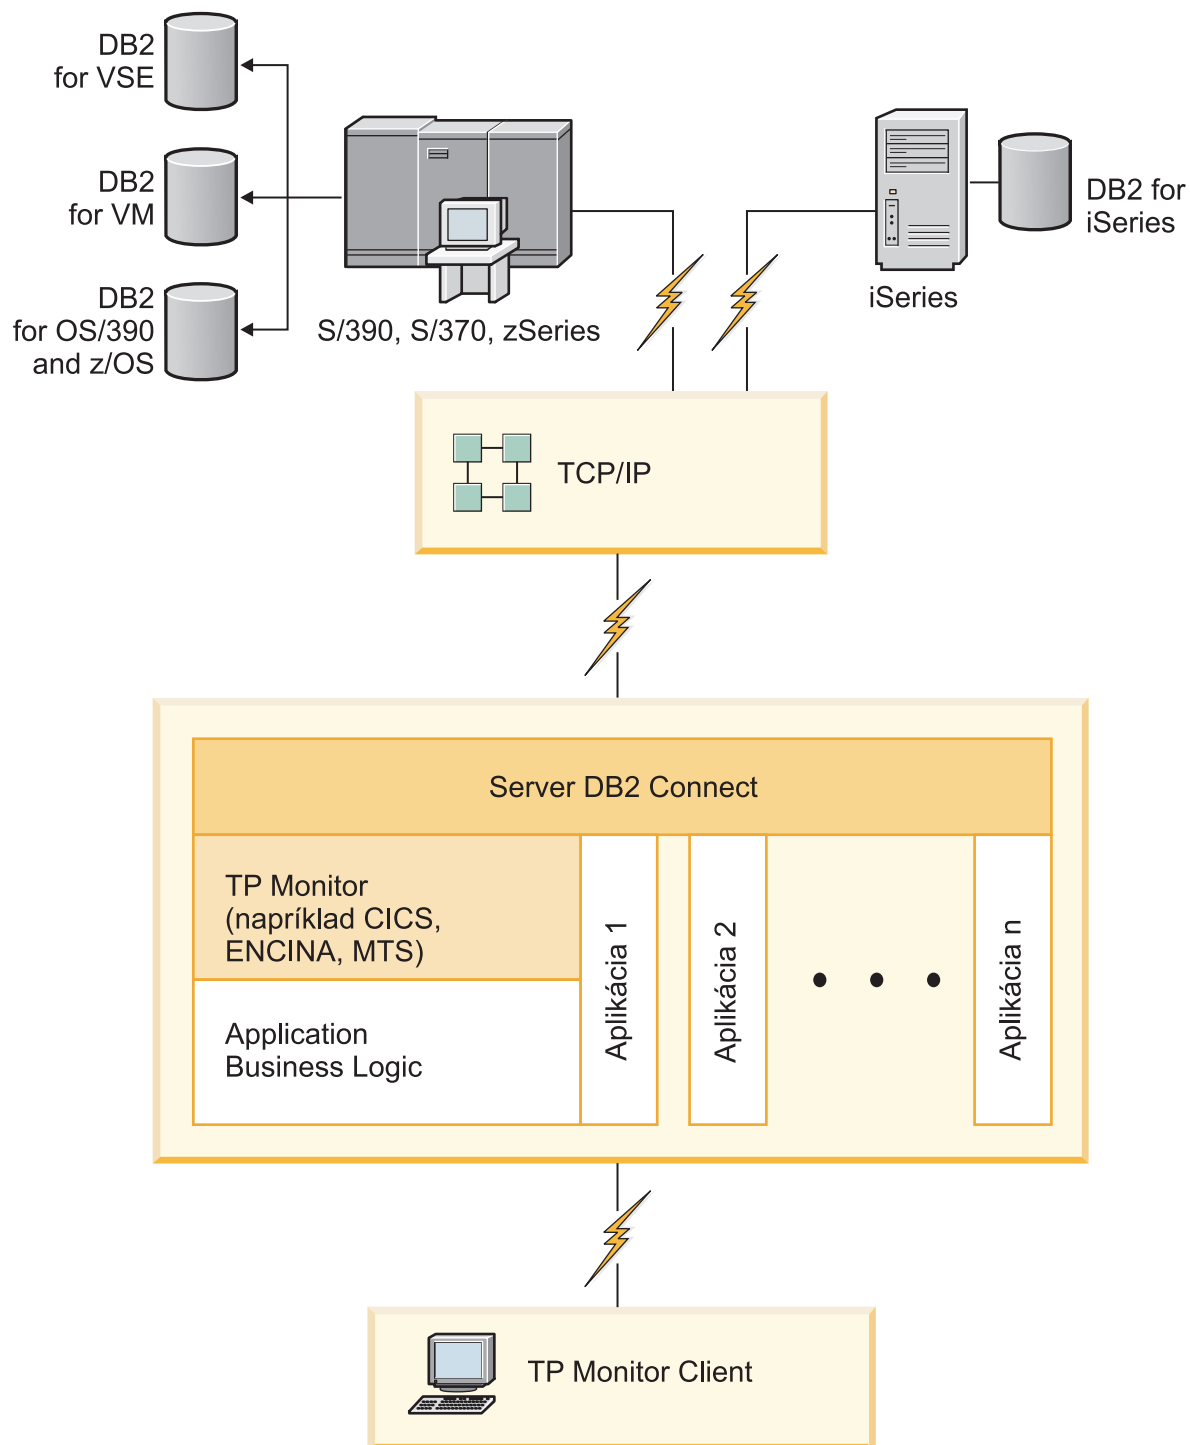 DB2
for VSE
DB2
for VM
DB2
for OS/390
and z/OS
S/390, S/370, zSeries
iSeries
DB2 for
iSeries
TCP/IP
Server DB2 Connect
TP Monitor
(napríklad CICS,
ENCINA, MTS)
Application
Business Logic
Aplikácia 1
Aplikácia 2
Aplikácia n
TP Monitor Client